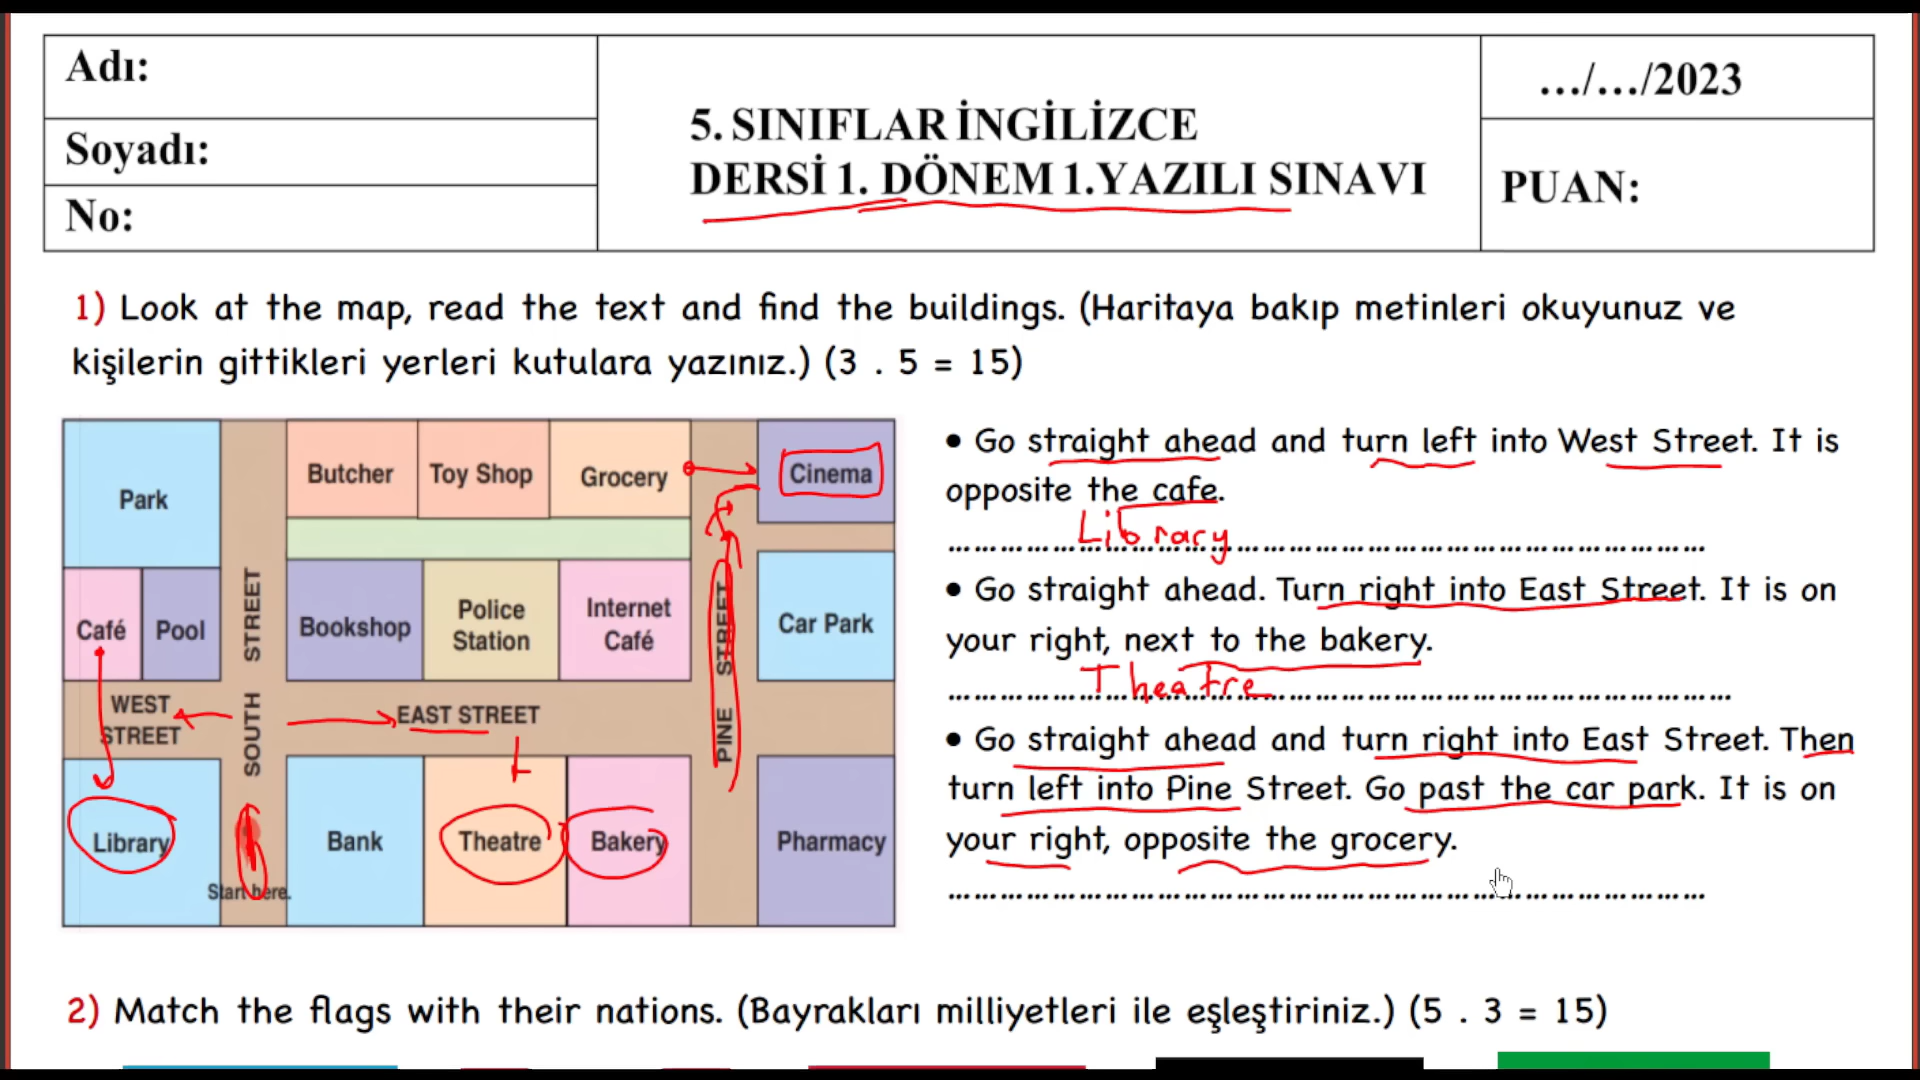 Adı:
Soyadı:
No:
5. SINIFLAR İNGİLİZCE
DERSİ 1. DÖNEM 1.YAZILI SINAVI
.../.../2023
PUAN:
1) Look at the map, read the text and find the buildings. (Haritaya bakıp metinleri okuyunuz ve
kişilerin gittikleri yerleri kutulara yazınız.) (3 . 5 = 15)
Park
Butcher
Toy Shop
Grocery
Cinema
Café
Pool
SOUTH STREET
Bookshop
Police
Station
Internet
Café
PINE STREET
Car Park
WEST
STREET
EAST STREET
Library
Start here.
Bank
Theatre
Bakery
Pharmacy
• Go straight ahead and turn left into West Street. It is
opposite the cafe.
Library
• Go straight ahead. Turn right into East Street. It is on
your right, next to the bakery.
Theatre
• Go straight ahead and turn right into East Street. Then
turn left into Pine Street. Go past the car park. It is on
your right, opposite the grocery.
2) Match the flags with their nations. (Bayrakları milliyetleri ile eşleştiriniz.) (5 . 3 = 15)